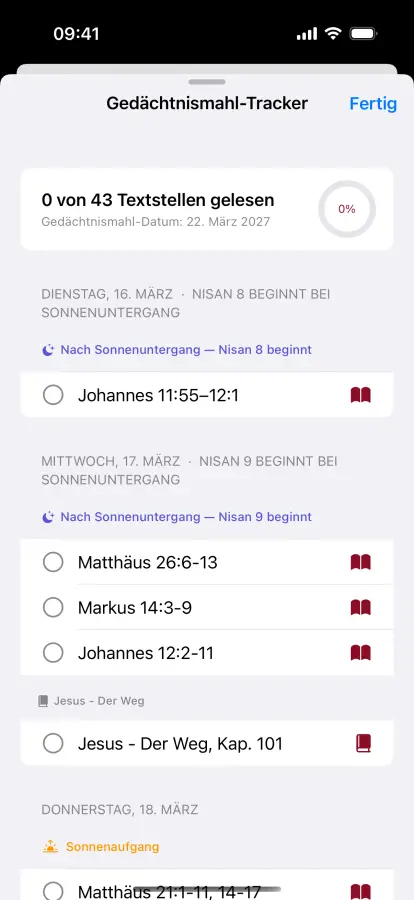 09:41
Gedächtnismahl-Tracker
Fertig
0 von 43 Textstellen gelesen
Gedächtnismahl-Datum: 22. März 2027
0%
DIENSTAG, 16. MÄRZ · NISAN 8 BEGINNT BEI
SONNENUNTERGANG
Nach Sonnenuntergang — Nisan 8 beginnt
Johannes 11:55–12:1
MITTWOCH, 17. MÄRZ · NISAN 9 BEGINNT BEI
SONNENUNTERGANG
Nach Sonnenuntergang — Nisan 9 beginnt
Matthäus 26:6-13
Markus 14:3-9
Johannes 12:2-11
Jesus - Der Weg
Jesus - Der Weg, Kap. 101
DONNERSTAG, 18. MÄRZ
Sonnenaufgang
Matthäus 21:1-11, 14-17